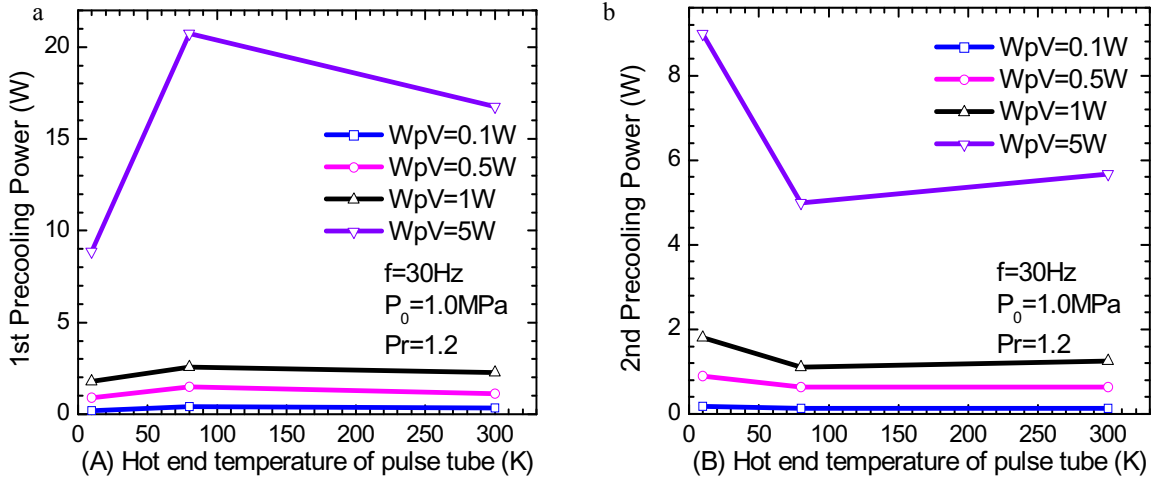 a
1st Precooling Power (W)
20
15
10
5
0
WpV=0.1W
WpV=0.5W
WpV=1W
WpV=5W
f=30Hz
P₀=1.0MPa
Pr=1.2
0 50 100 150 200 250 300
(A) Hot end temperature of pulse tube (K)
b
2nd Precooling Power (W)
8
6
4
2
0
WpV=0.1W
WpV=0.5W
WpV=1W
WpV=5W
f=30Hz
P₀=1.0MPa
Pr=1.2
0 50 100 150 200 250 300
(B) Hot end temperature of pulse tube (K)